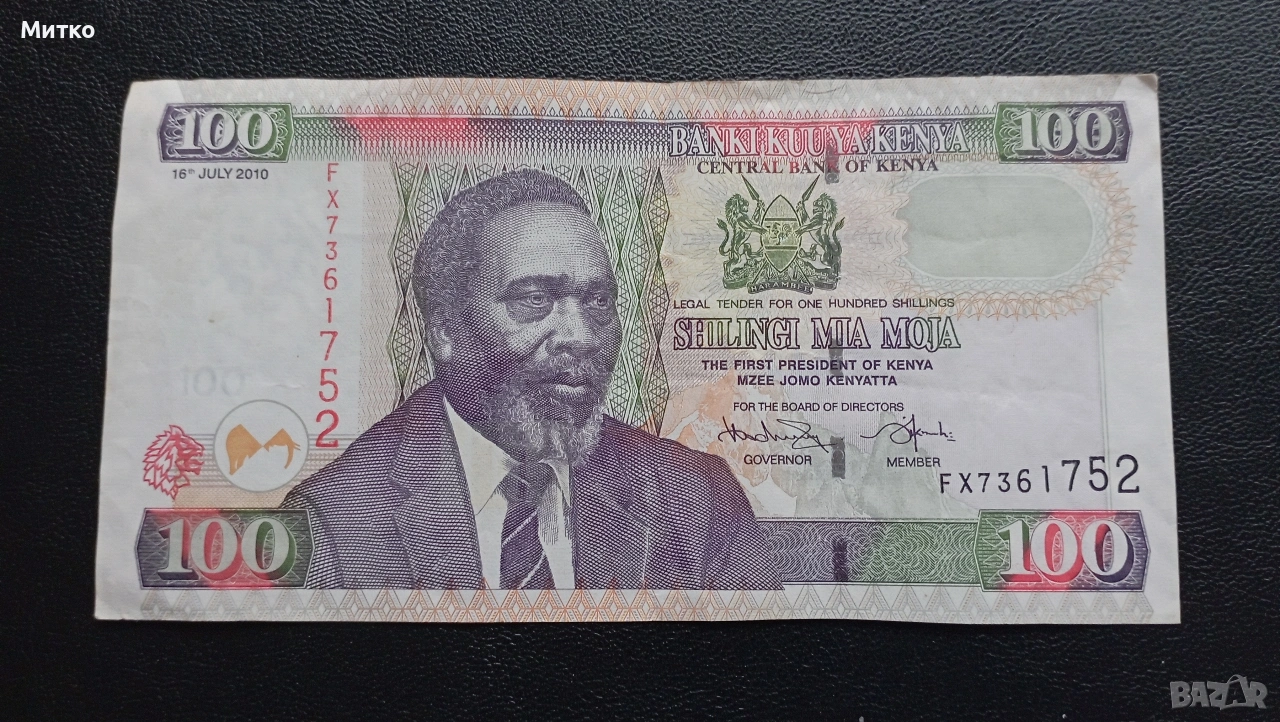 Митко
100
BANKI KUU YA KENYA
100
CENTRAL BANK OF KENYA
16th JULY 2010
FX7361752
HARAMBEE
LEGAL TENDER FOR ONE HUNDRED SHILLINGS
SHILINGI MIA MOJA
THE FIRST PRESIDENT OF KENYA
MZEE JOMO KENYATTA
FOR THE BOARD OF DIRECTORS
GOVERNOR MEMBER
FX7361752
100
100
BAZAR